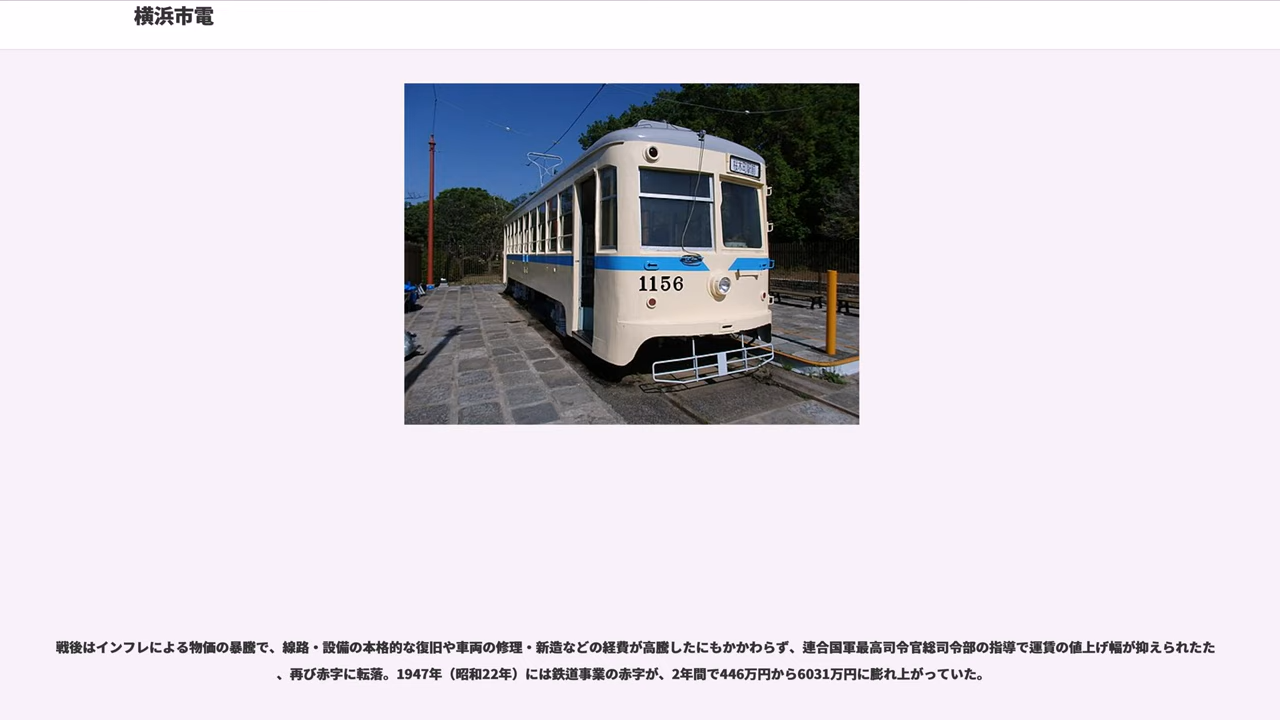 横浜市電
桜木町駅前
1156
戦後はインフレによる物価の暴騰で、線路・設備の本格的な復旧や車両の修理・新造などの経費が高騰したにもかかわらず、連合国軍最高司令官総司令部の指導で運賃の値上げ幅が抑えられたた
、再び赤字に転落。1947年（昭和22年）には鉄道事業の赤字が、2年間で446万円から6031万円に膨れ上がっていた。